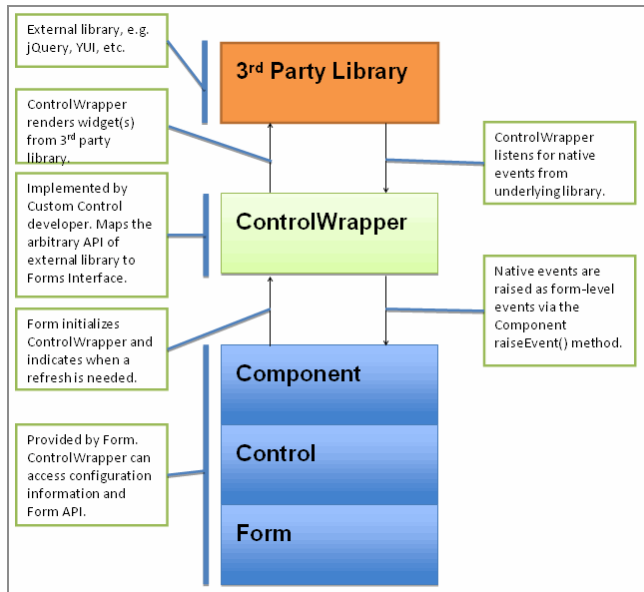 External library, e.g.
jQuery, YUI, etc.
3rd Party Library
ControlWrapper
renders widget(s)
from 3rd party
library.
ControlWrapper
listens for native
events from
underlying library.
Implemented by
Custom Control
developer. Maps the
arbitrary API of
external library to
Forms Interface.
ControlWrapper
Native events are
raised as form-level
events via the
Component
raiseEvent() method.
Form initializes
ControlWrapper and
indicates when a
refresh is needed.
Component
Provided by Form.
ControlWrapper can
access configuration
information and
Form API.
Control
Form